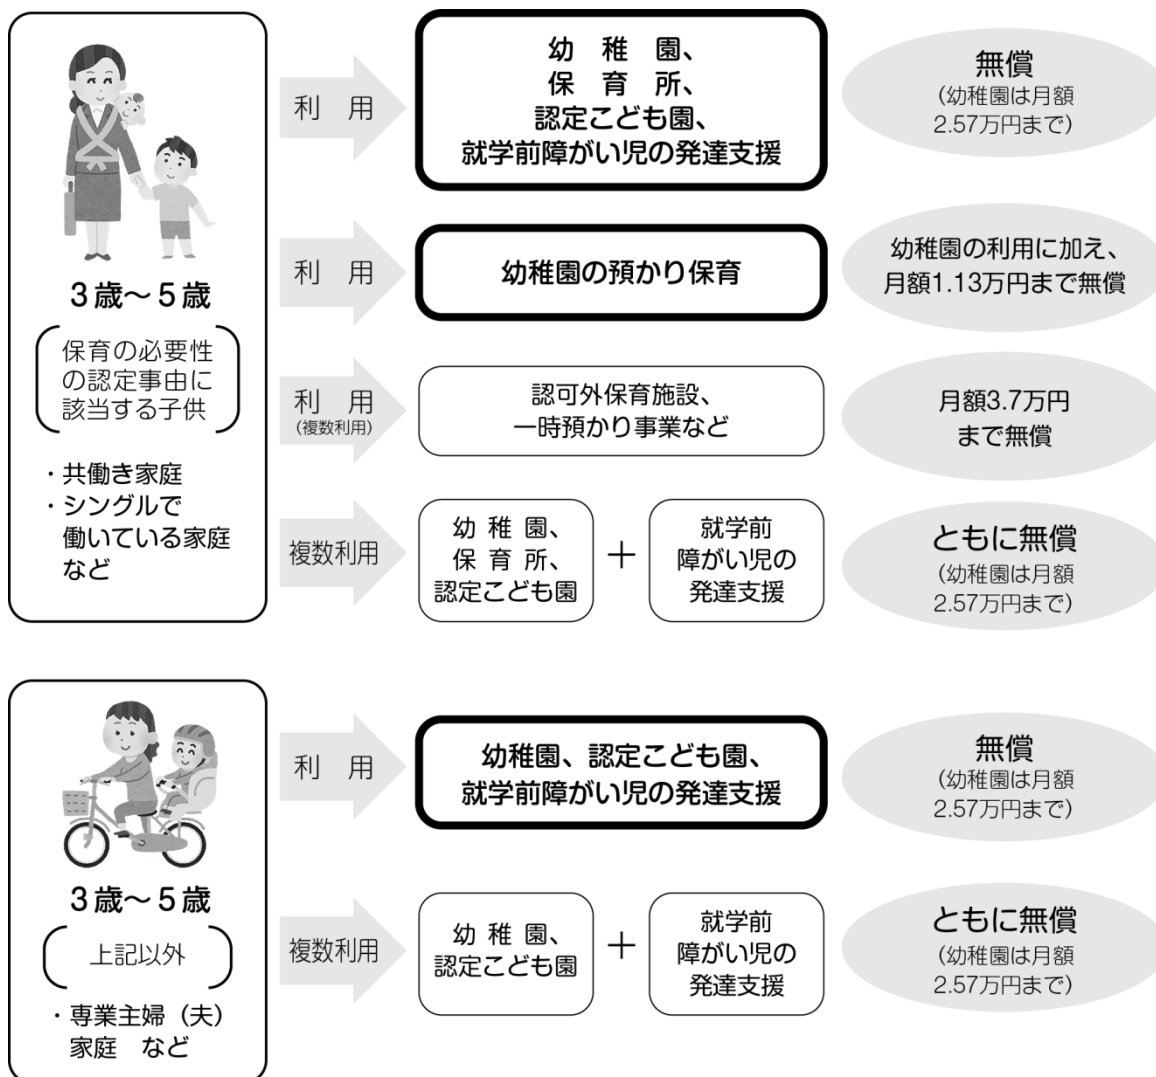 3歳～5歳
保育の必要性
の認定事由に
該当する子供
・共働き家庭
・シングルで
働いている家庭
など
利 用
幼 稚 園、
保 育 所、
認定こども園、
就学前障がい児の発達支援
無償
(幼稚園は月額
2.57万円まで)
利 用
幼稚園の預かり保育
幼稚園の利用に加え、
月額1.13万円まで無償
利 用
(複数利用)
認可外保育施設、
一時預かり事業など
月額3.7万円
まで無償
複数利用
幼 稚 園、
保 育 所、
認定こども園
＋
就学前
障がい児の
発達支援
ともに無償
(幼稚園は月額
2.57万円まで)
3歳～5歳
上記以外
・専業主婦（夫）
家庭 など
利 用
幼稚園、認定こども園、
就学前障がい児の発達支援
無償
(幼稚園は月額
2.57万円まで)
複数利用
幼 稚 園、
認定こども園
＋
就学前
障がい児の
発達支援
ともに無償
(幼稚園は月額
2.57万円まで)